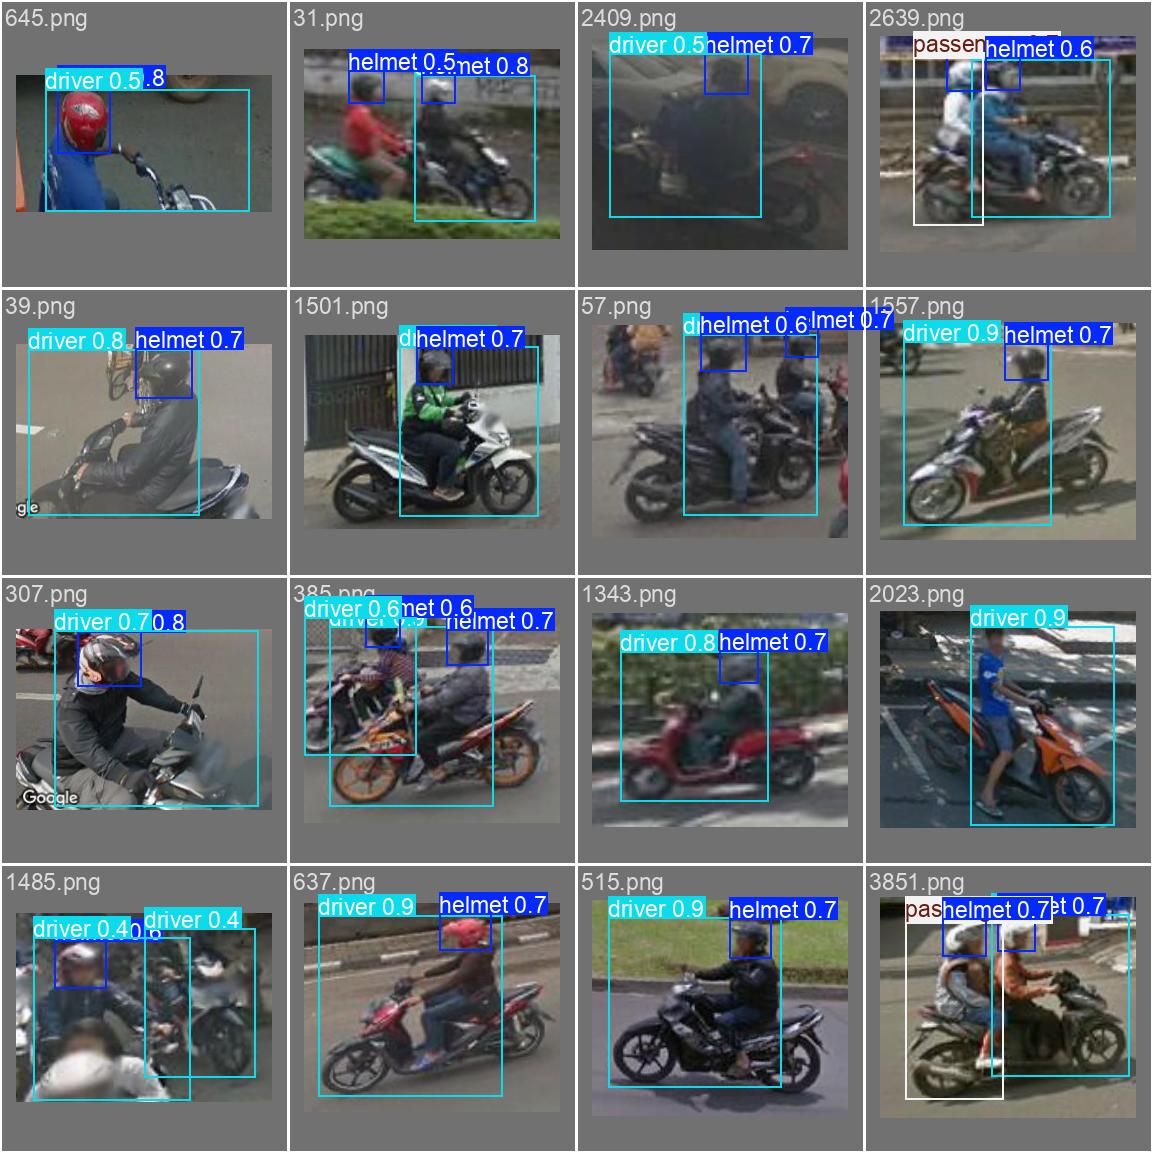 645.png
driver 0.5
.8
31.png
helmet 0.5
helmet 0.8
2409.png
driver 0.5
helmet 0.7
2639.png
passen
helmet 0.6
39.png
driver 0.8
helmet 0.7
gle
1501.png
helmet 0.7
57.png
helmet 0.6
lmet 0.7
1557.png
driver 0.9
helmet 0.7
307.png
driver 0.7
0.8
Google
385.png
driver 0.6
met 0.6
helmet 0.7
1343.png
driver 0.8
helmet 0.7
2023.png
driver 0.9
1485.png
driver 0.4
driver 0.4
637.png
driver 0.9
helmet 0.7
515.png
driver 0.9
helmet 0.7
3851.png
pas
helmet 0.7
et 0.7